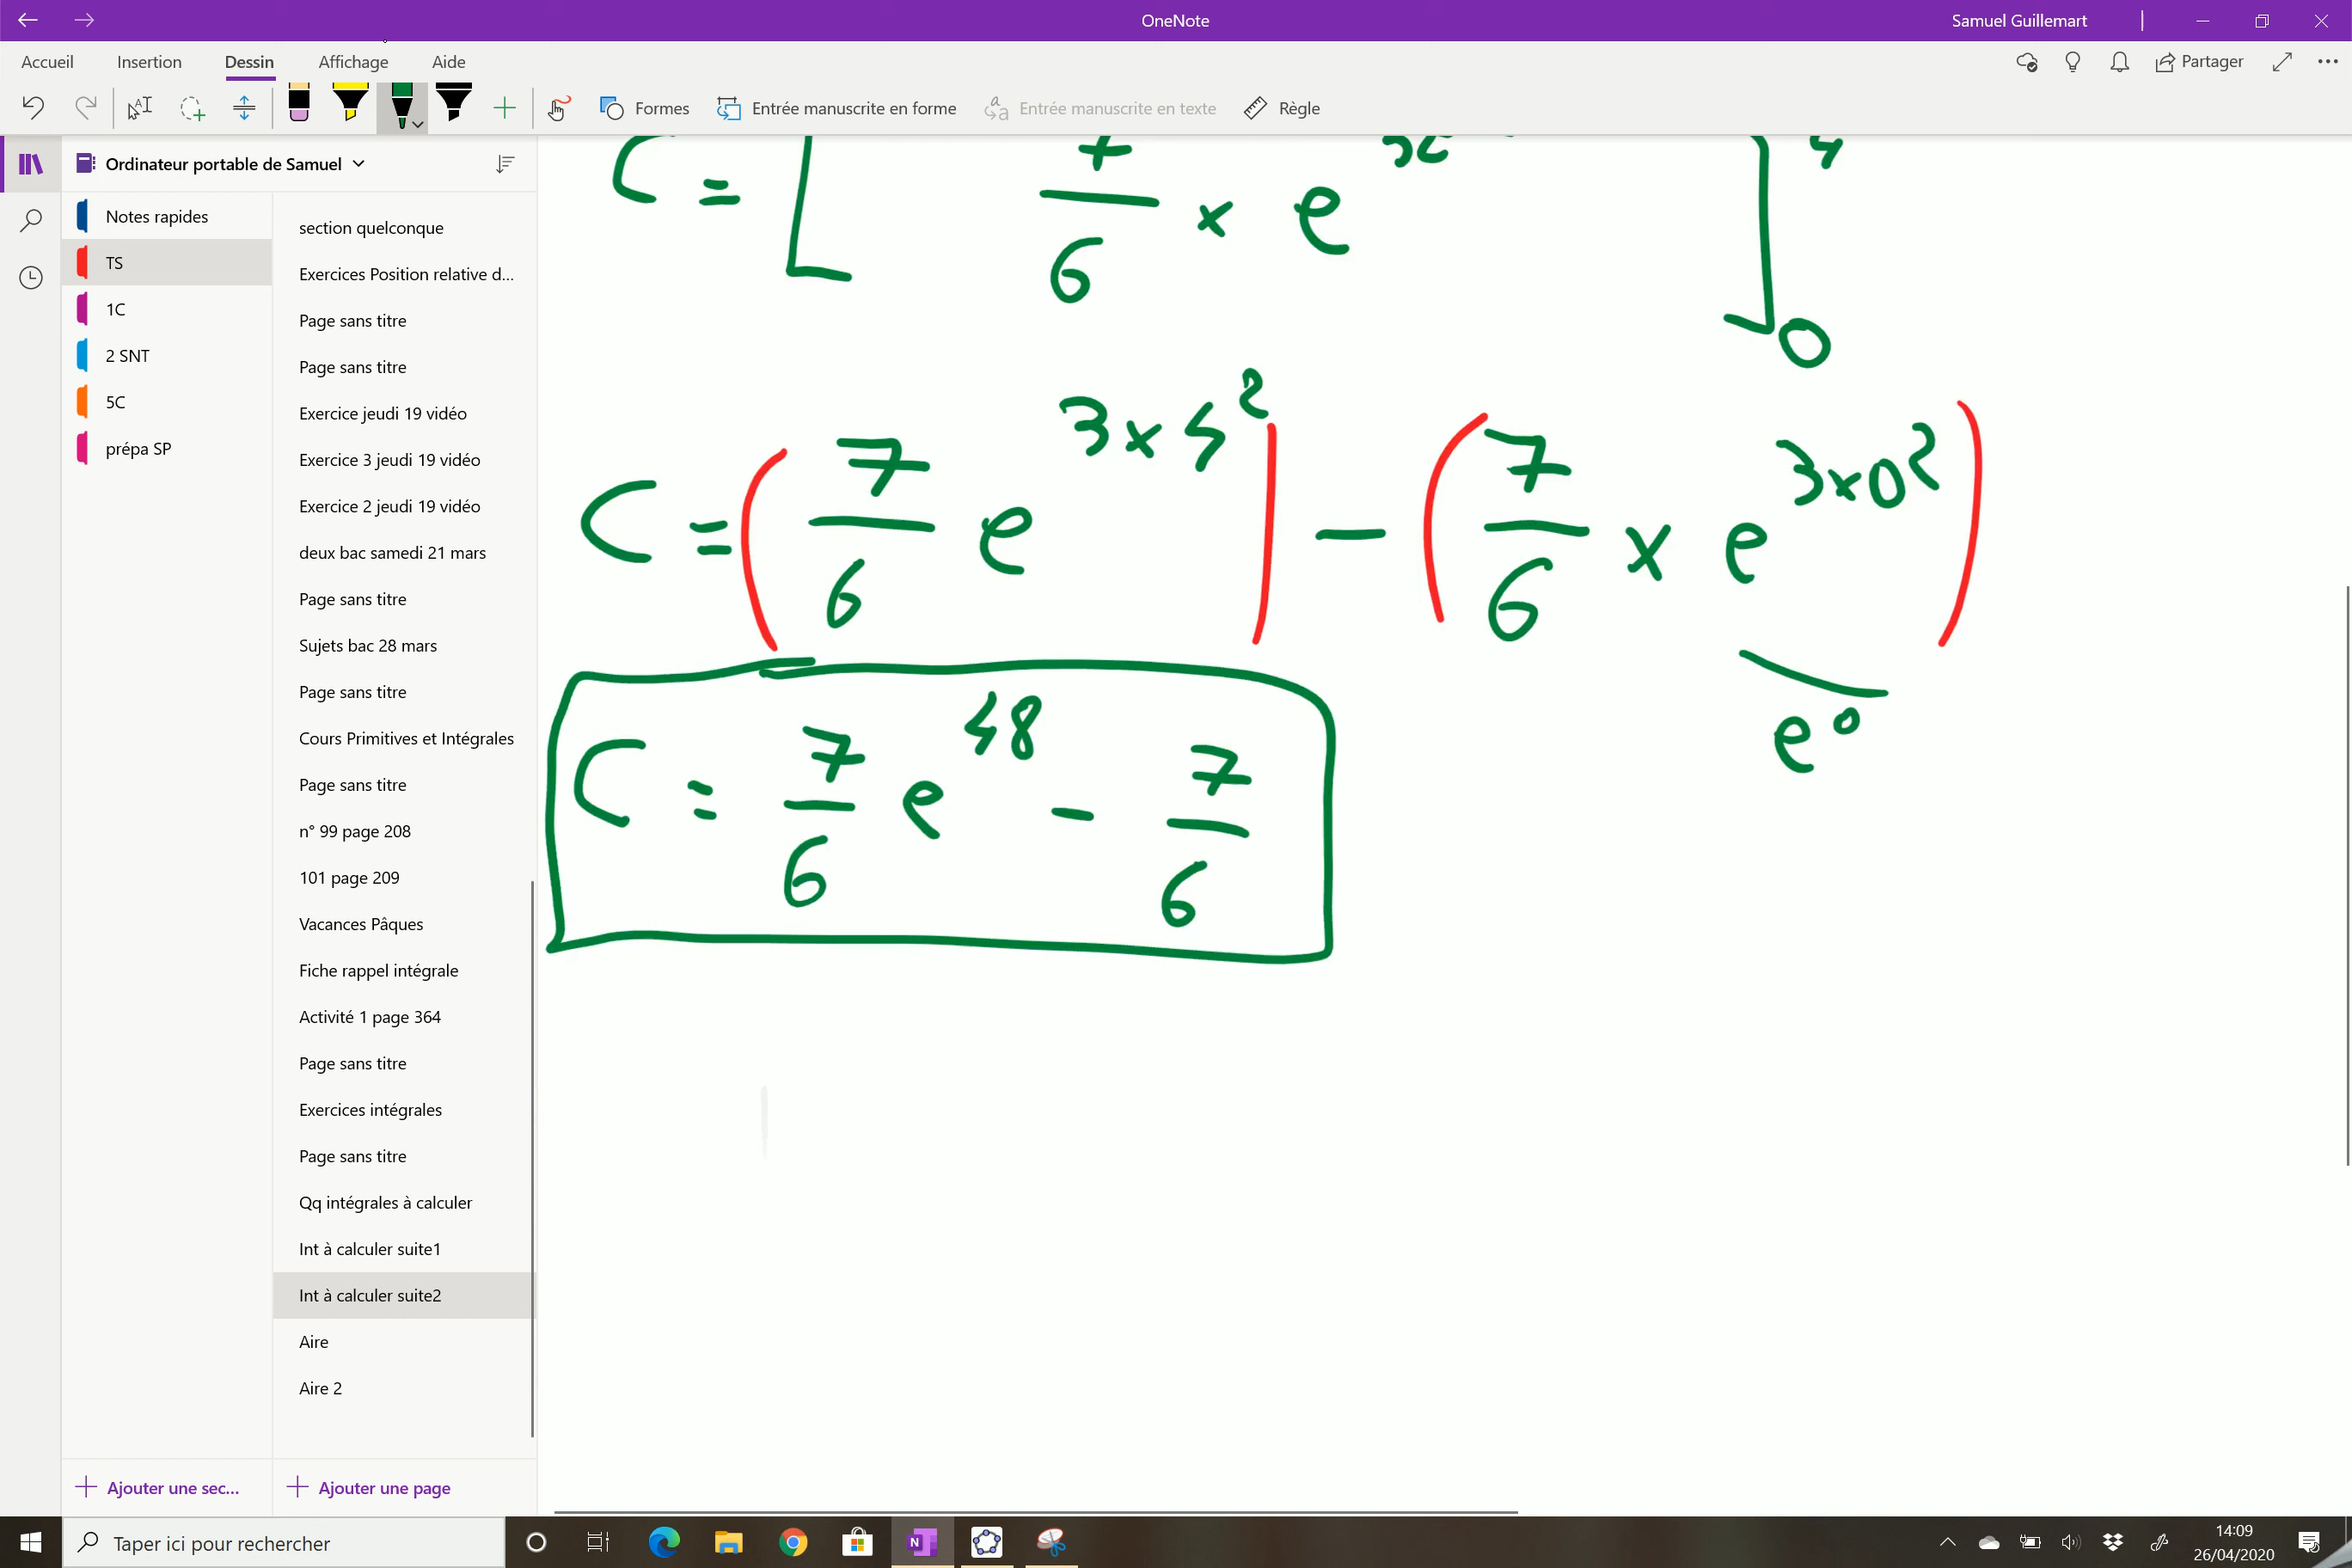 OneNote
Samuel Guillemart
Accueil Insertion Dessin Affichage Aide
Partager
Formes Entrée manuscrite en forme Entrée manuscrite en texte Règle
Ordinateur portable de Samuel
Notes rapides
TS
1C
2 SNT
5C
prépa SP
section quelconque
Exercices Position relative d...
Page sans titre
Page sans titre
Exercice jeudi 19 vidéo
Exercice 3 jeudi 19 vidéo
Exercice 2 jeudi 19 vidéo
deux bac samedi 21 mars
Page sans titre
Sujets bac 28 mars
Page sans titre
Cours Primitives et Intégrales
Page sans titre
n° 99 page 208
101 page 209
Vacances Pâques
Fiche rappel intégrale
Activité 1 page 364
Page sans titre
Exercices intégrales
Page sans titre
Qq intégrales à calculer
Int à calculer suite1
Int à calculer suite2
Aire
Aire 2
Ajouter une sec...
Ajouter une page
C = (7/6 e^(3×4²)) − (7/6 × e^(3×0²))
e⁰
C = 7/6 e⁴⁸ − 7/6
Taper ici pour rechercher
14:09
26/04/2020